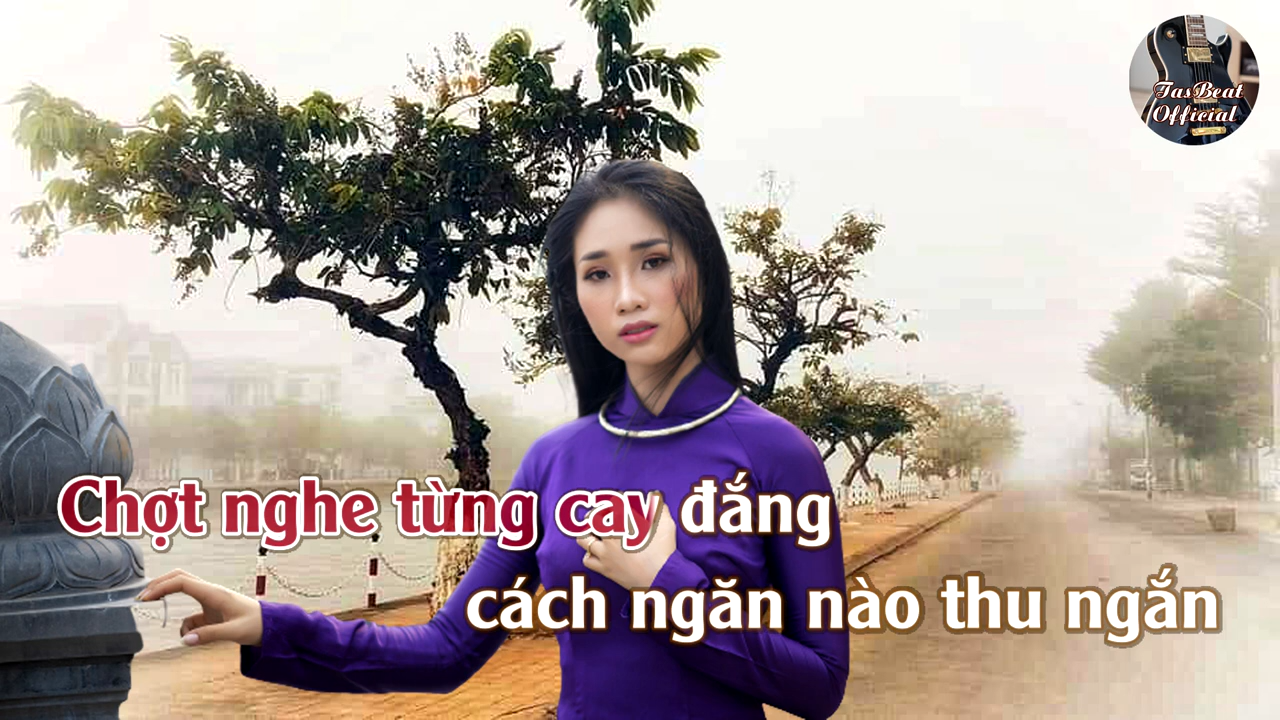 TasBeat
Official
Chợt nghe từng cay đắng
cách ngăn nào thu ngắn